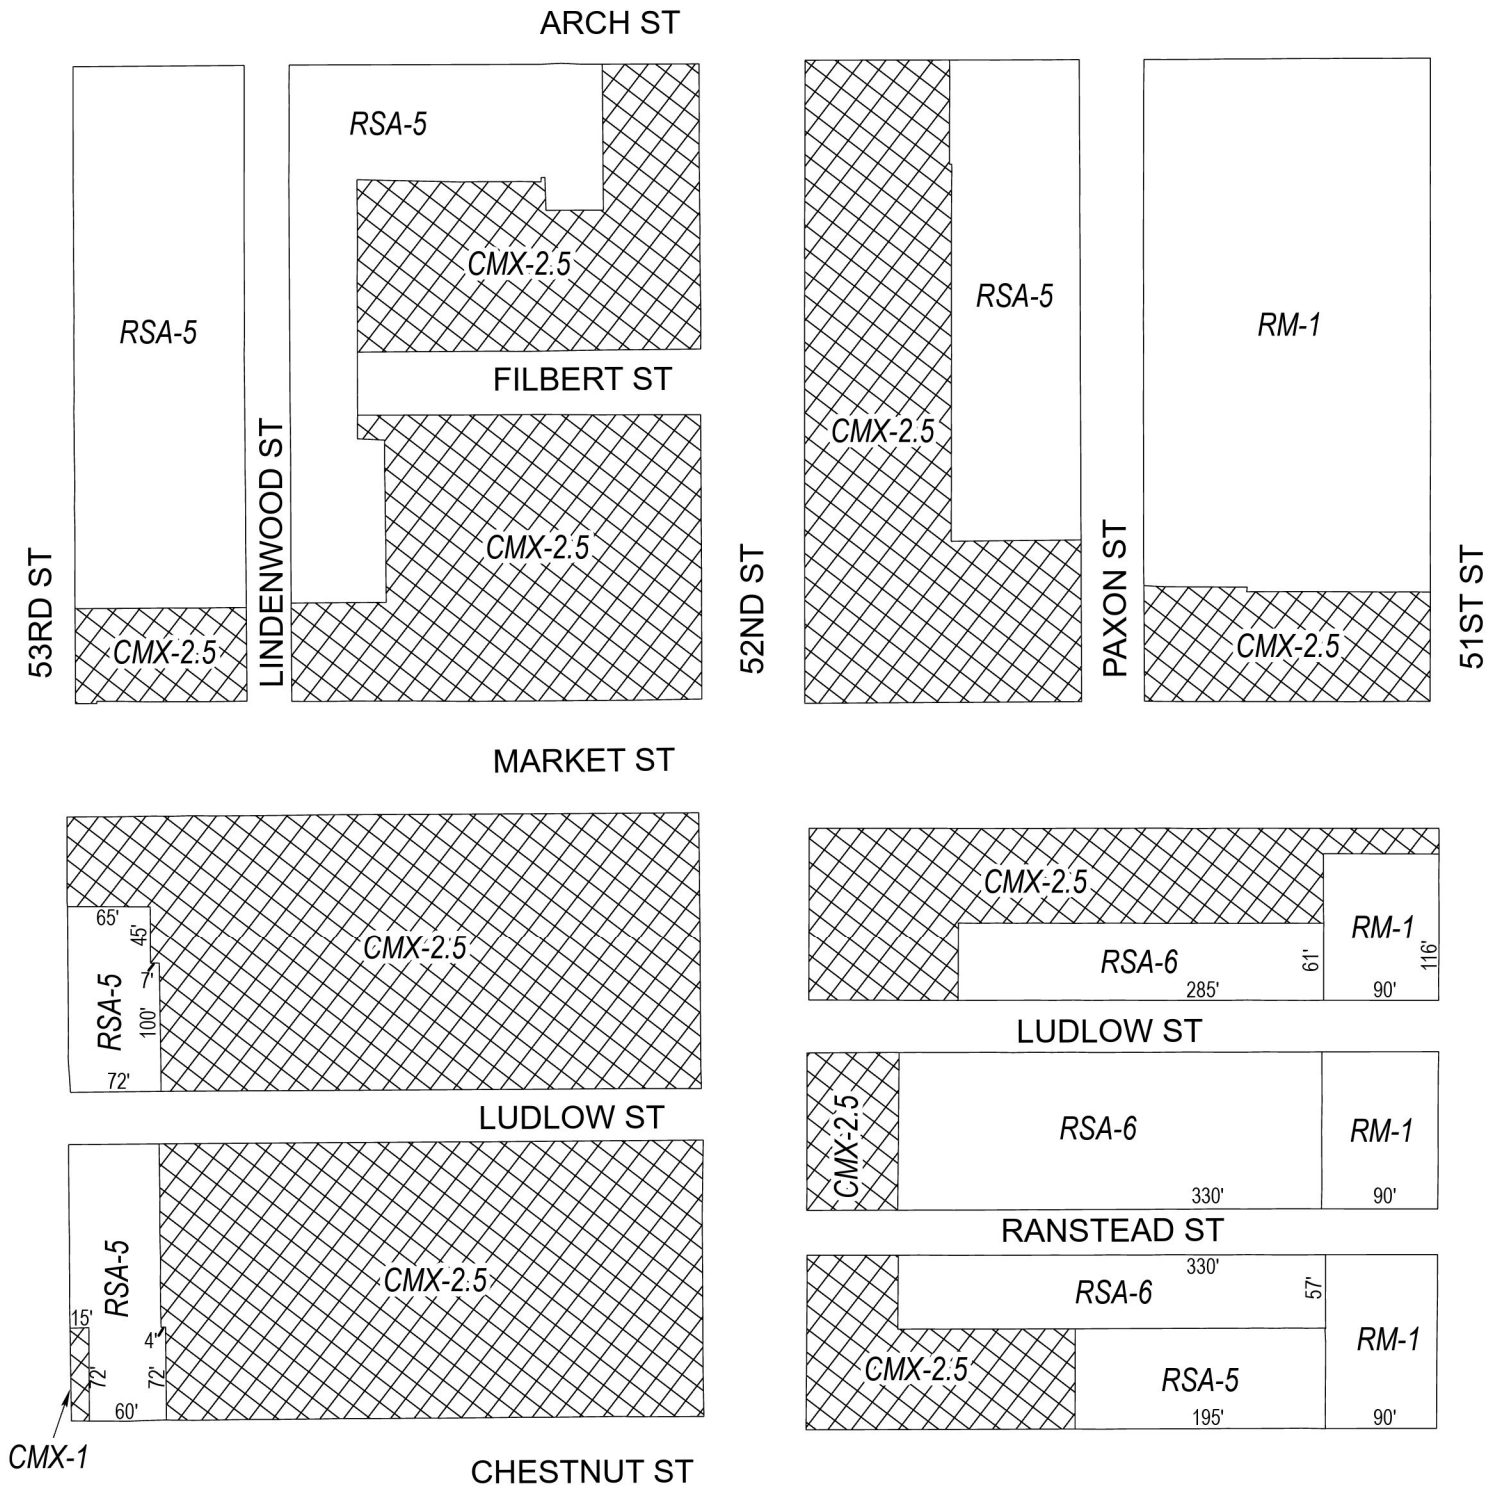 ARCH ST
RSA-5
CMX-2.5
RSA-5
RM-1
RSA-5
FILBERT ST
CMX-2.5
CMX-2.5
LINDENWOOD ST
53RD ST
52ND ST
PAXON ST
51ST ST
CMX-2.5
CMX-2.5
MARKET ST
65'
45'
7'
100'
RSA-5
72'
CMX-2.5
CMX-2.5
RSA-6
61'
285'
RM-1
116'
90'
LUDLOW ST
LUDLOW ST
CMX-2.5
RSA-6
330'
RM-1
90'
RANSTEAD ST
RSA-5
15'
72'
4'
72'
60'
CMX-1
CMX-2.5
330'
RSA-6
57'
CMX-2.5
RSA-5
195'
RM-1
90'
CHESTNUT ST